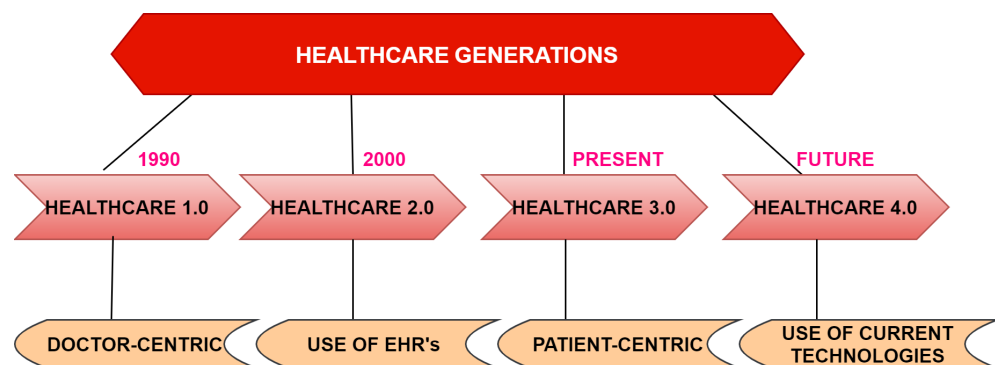 HEALTHCARE GENERATIONS
1990
2000
PRESENT
FUTURE
HEALTHCARE 1.0
HEALTHCARE 2.0
HEALTHCARE 3.0
HEALTHCARE 4.0
DOCTOR-CENTRIC
USE OF EHR's
PATIENT-CENTRIC
USE OF CURRENT
TECHNOLOGIES